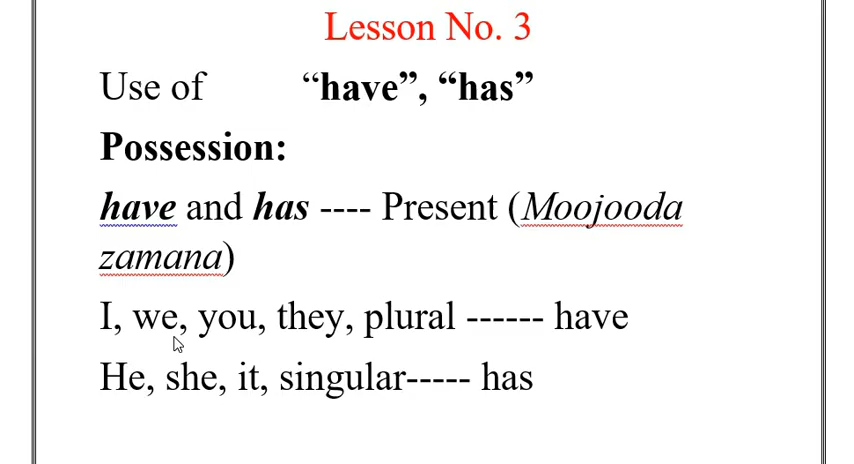 Lesson No. 3
Use of “have”, “has”
Possession:
have and has ---- Present (Moojooda
zamana)
I, we, you, they, plural ------ have
He, she, it, singular----- has